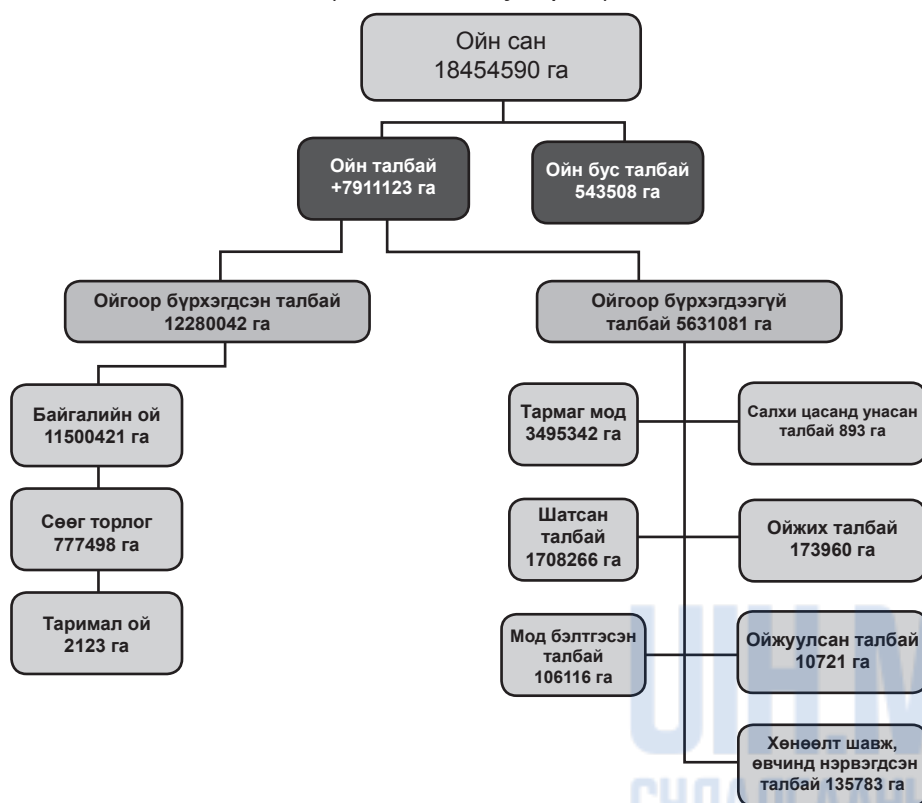 Ойн сан
18454590 га
Ойн талбай
+7911123 га
Ойн бус талбай
543508 га
Ойгоор бүрхэгдсэн талбай
12280042 га
Ойгоор бүрхэгдээгүй
талбай 5631081 га
Байгалийн ой
11500421 га
Сөөг торлог
777498 га
Таримал ой
2123 га
Тармаг мод
3495342 га
Салхи цасанд унасан
талбай 893 га
Шатсан
талбай
1708266 га
Ойжих талбай
173960 га
Мод бэлтгэсэн
талбай
106116 га
Ойжуулсан талбай
10721 га
Хөнөөлт шавж,
өвчинд нэрвэгдсэн
талбай 135783 га